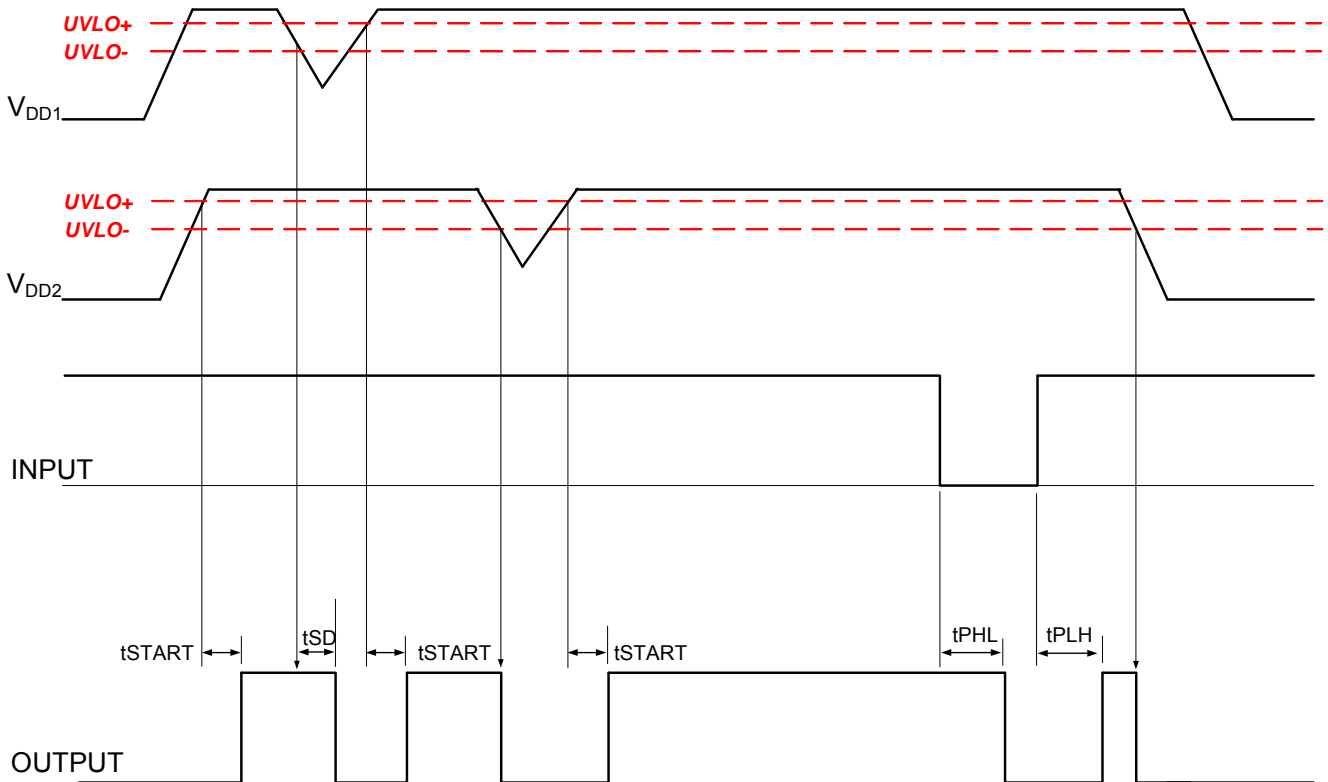 UVLO+
UVLO-
VDD1
UVLO+
UVLO-
VDD2
INPUT
tSTART tSD tSTART tSTART tPHL tPLH
OUTPUT